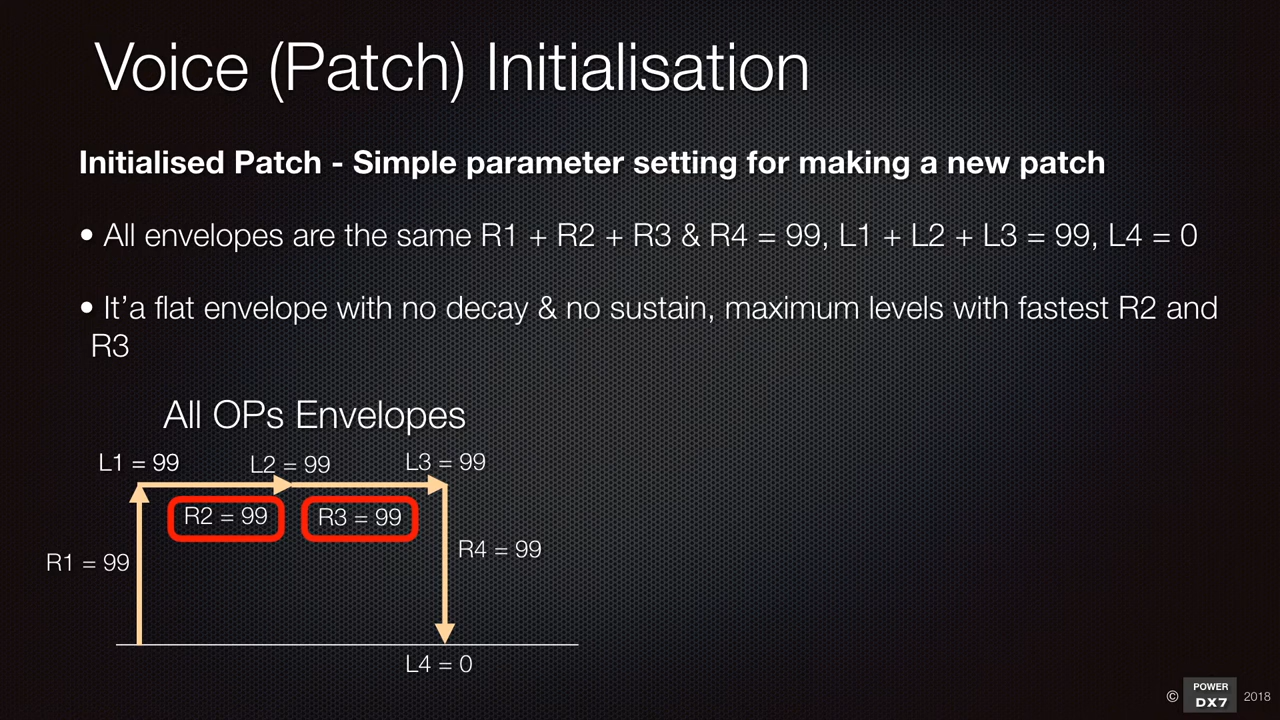 Voice (Patch) Initialisation
Initialised Patch - Simple parameter setting for making a new patch
• All envelopes are the same R1 + R2 + R3 & R4 = 99, L1 + L2 + L3 = 99, L4 = 0
• It’a flat envelope with no decay & no sustain, maximum levels with fastest R2 and
R3
All OPs Envelopes
L1 = 99
L2 = 99
L3 = 99
R2 = 99
R3 = 99
R1 = 99
R4 = 99
L4 = 0
© POWER DX7 2018